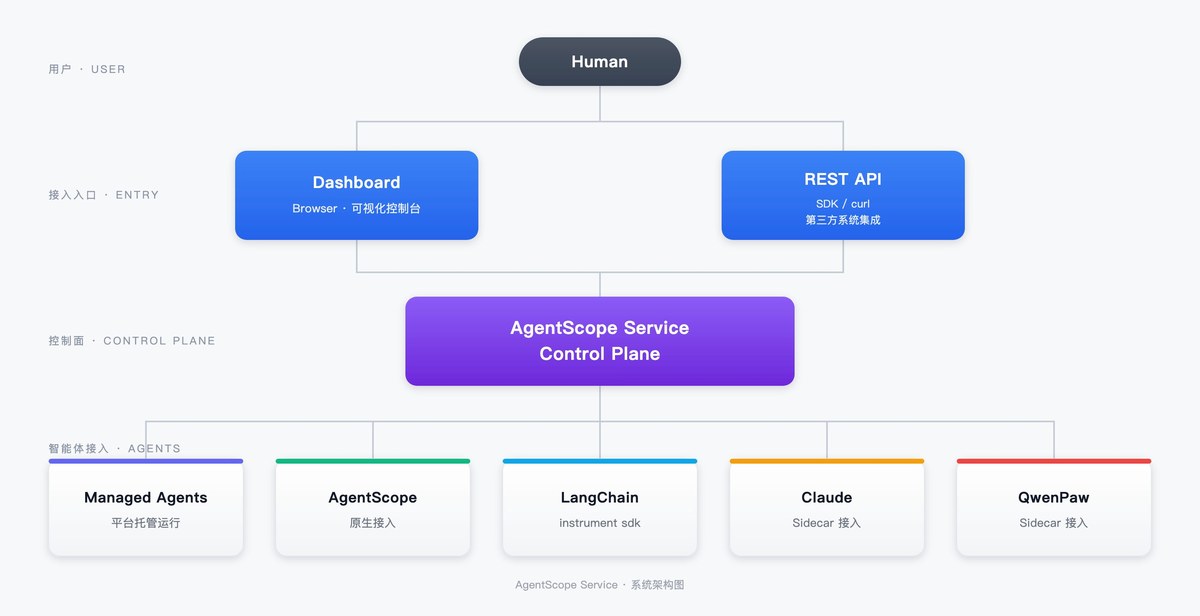 用户 · USER
Human
接入入口 · ENTRY
Dashboard
Browser · 可视化控制台
REST API
SDK / curl
第三方系统集成
控制面 · CONTROL PLANE
AgentScope Service
Control Plane
智能体接入 · AGENTS
Managed Agents
平台托管运行
AgentScope
原生接入
LangChain
instrument sdk
Claude
Sidecar 接入
QwenPaw
Sidecar 接入
AgentScope Service · 系统架构图